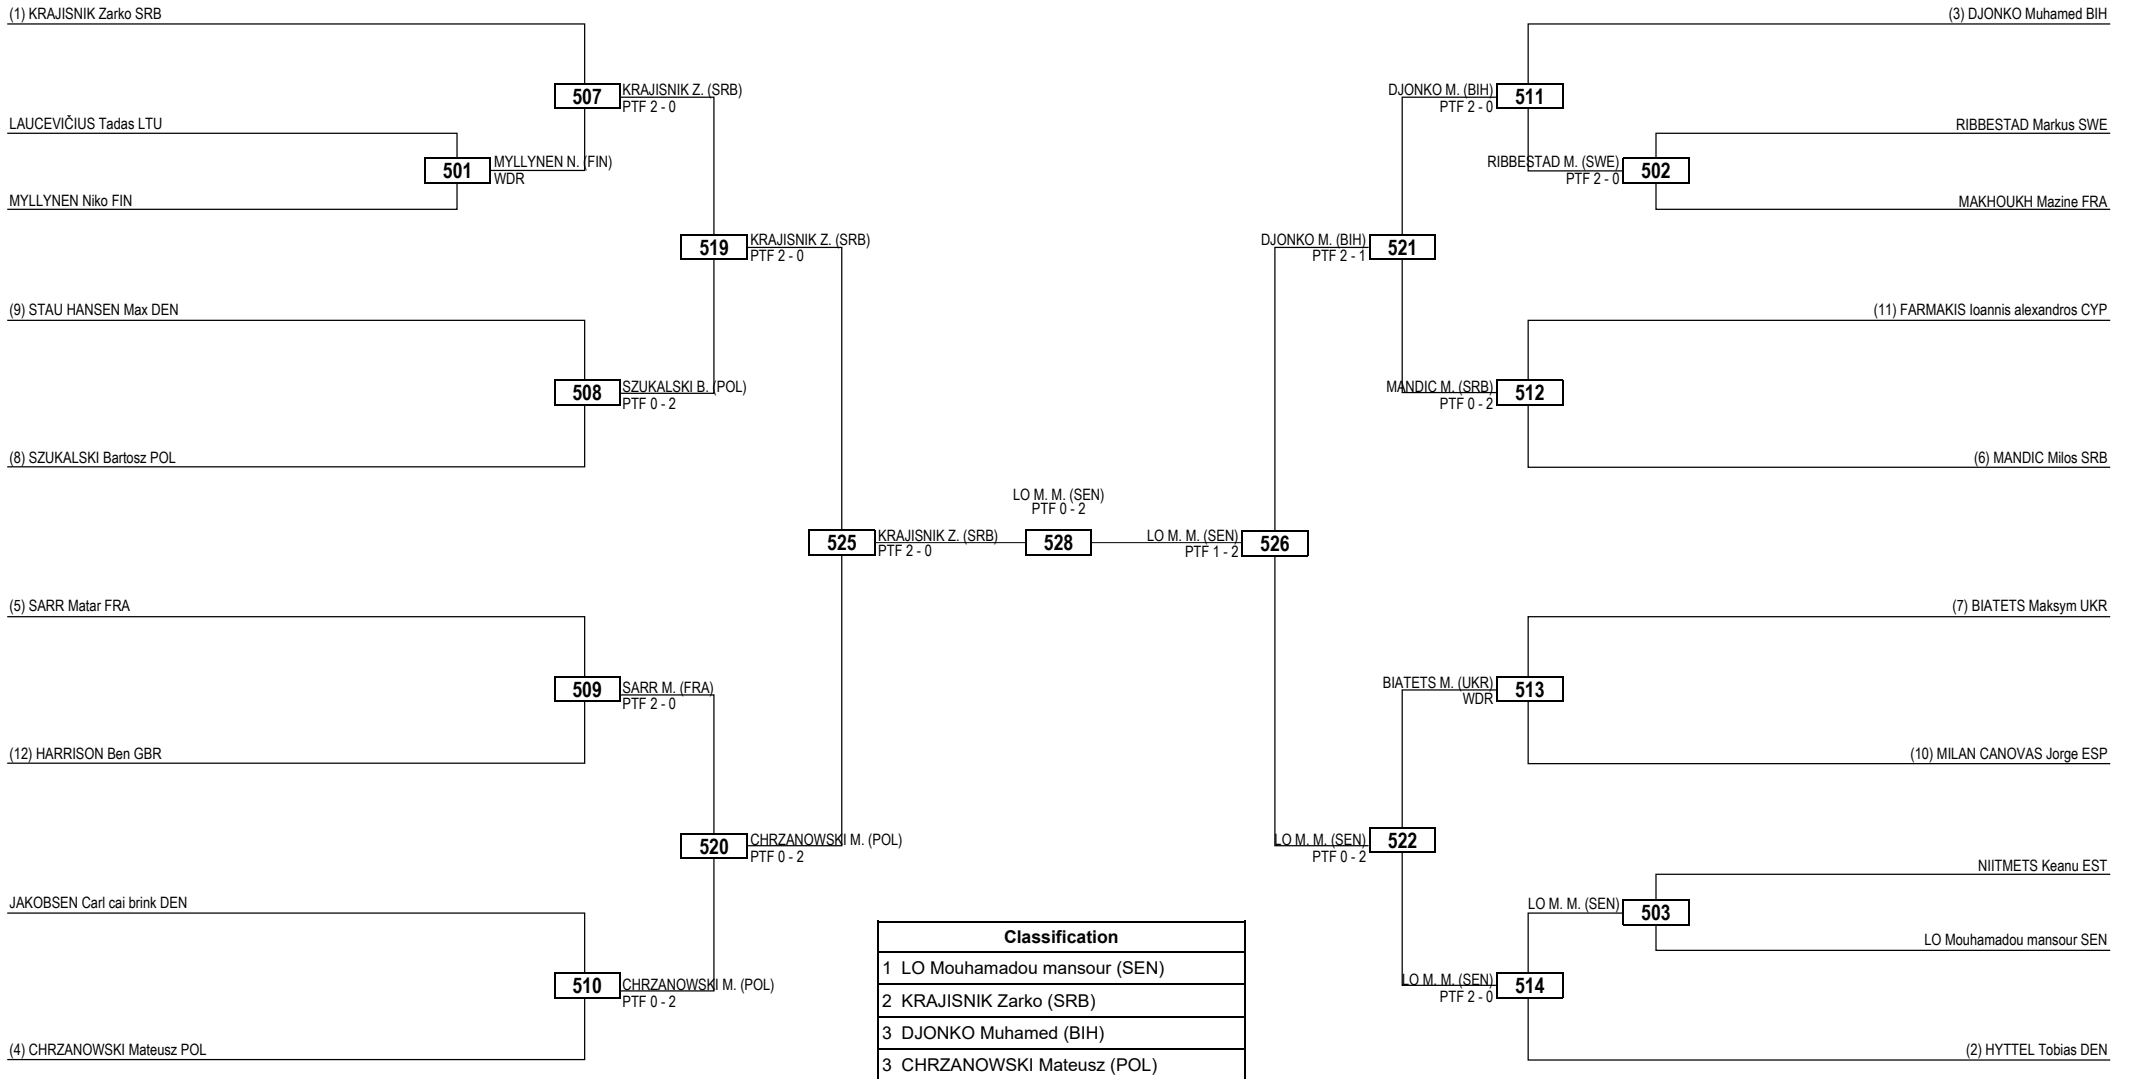 (1) KRAJISNIK Zarko SRB
507
KRAJISNIK Z. (SRB)
PTF 2 - 0
LAUCEVIČIUS Tadas LTU
501
MYLLYNEN N. (FIN)
WDR
MYLLYNEN Niko FIN
519
KRAJISNIK Z. (SRB)
PTF 2 - 0
(9) STAU HANSEN Max DEN
508
SZUKALSKI B. (POL)
PTF 0 - 2
(8) SZUKALSKI Bartosz POL
525
KRAJISNIK Z. (SRB)
PTF 2 - 0
(5) SARR Matar FRA
509
SARR M. (FRA)
PTF 2 - 0
(12) HARRISON Ben GBR
520
CHRZANOWSKI M. (POL)
PTF 0 - 2
JAKOBSEN Carl cai brink DEN
510
CHRZANOWSKI M. (POL)
PTF 0 - 2
(4) CHRZANOWSKI Mateusz POL
LO M. M. (SEN)
PTF 0 - 2
528
(3) DJONKO Muhamed BIH
DJONKO M. (BIH)
PTF 2 - 0
511
RIBBESTAD Markus SWE
RIBBESTAD M. (SWE)
PTF 2 - 0
502
MAKHOUKH Mazine FRA
DJONKO M. (BIH)
PTF 2 - 1
521
(11) FARMAKIS Ioannis alexandros CYP
MANDIC M. (SRB)
PTF 0 - 2
512
(6) MANDIC Milos SRB
LO M. M. (SEN)
PTF 1 - 2
526
(7) BIATETS Maksym UKR
BIATETS M. (UKR)
WDR
513
(10) MILAN CANOVAS Jorge ESP
LO M. M. (SEN)
PTF 0 - 2
522
NIITMETS Keanu EST
LO M. M. (SEN)
503
LO Mouhamadou mansour SEN
LO M. M. (SEN)
PTF 2 - 0
514
(2) HYTTEL Tobias DEN
Classification
1 LO Mouhamadou mansour (SEN)
2 KRAJISNIK Zarko (SRB)
3 DJONKO Muhamed (BIH)
3 CHRZANOWSKI Mateusz (POL)